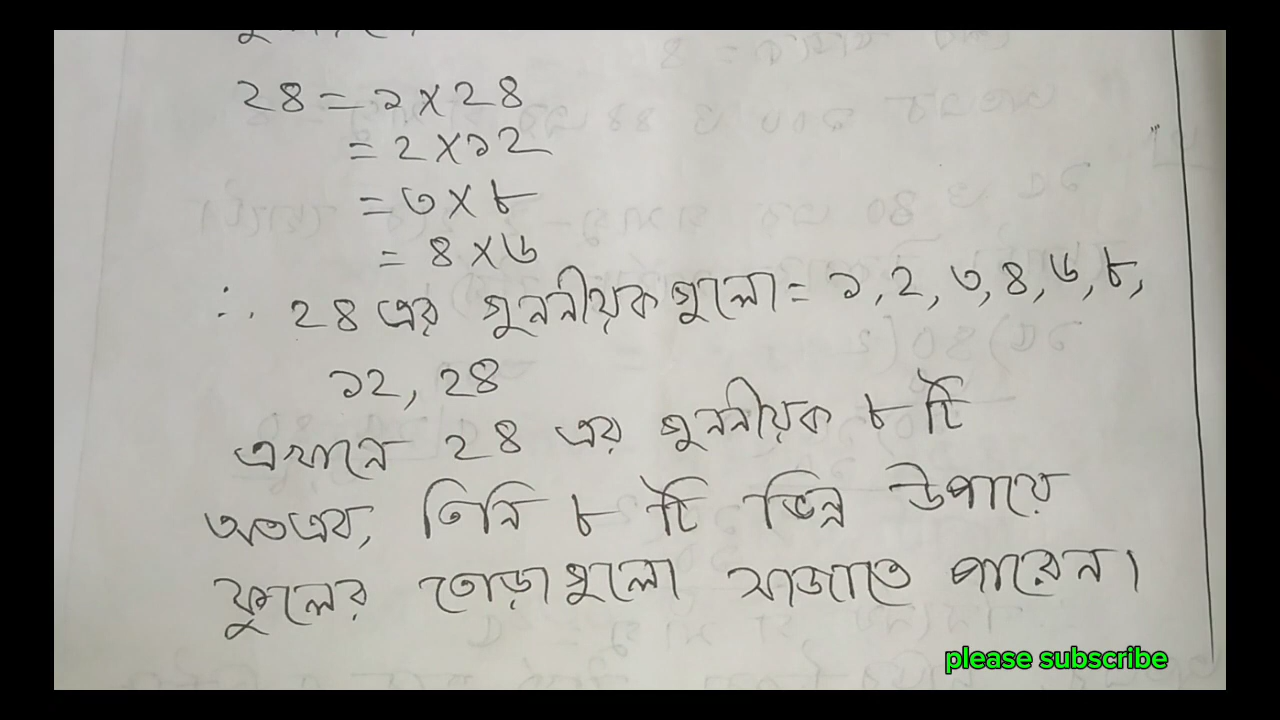 ২৪ = ১ × ২৪
= ২ × ১২
= ৩ × ৮
= ৪ × ৬
∴ ২৪ এর গুননীয়কগুলো = ১, ২, ৩, ৪, ৬, ৮,
১২, ২৪
এখানে ২৪ এর গুননীয়ক ৮ টি
অতএব, তিনি ৮ টি ভিন্ন উপায়ে
ফুলের তোড়াগুলো সাজাতে পারেন।
please subscribe